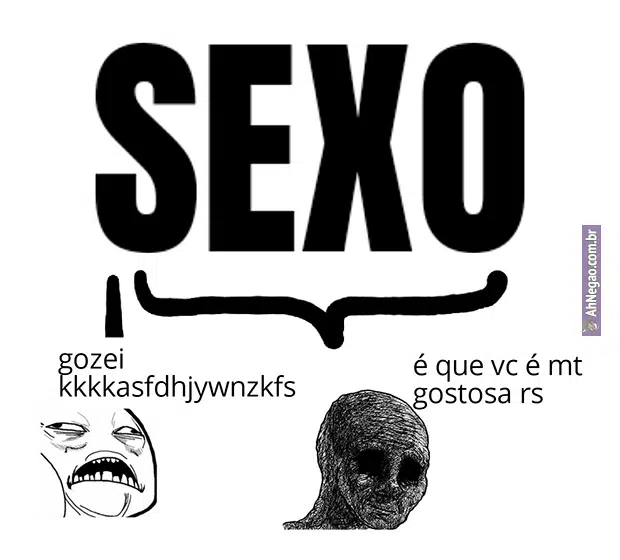 SEXO
gozei
kkkkasfdhjywnzkfs
é que vc é mt
gostosa rs
AhNegao.com.br